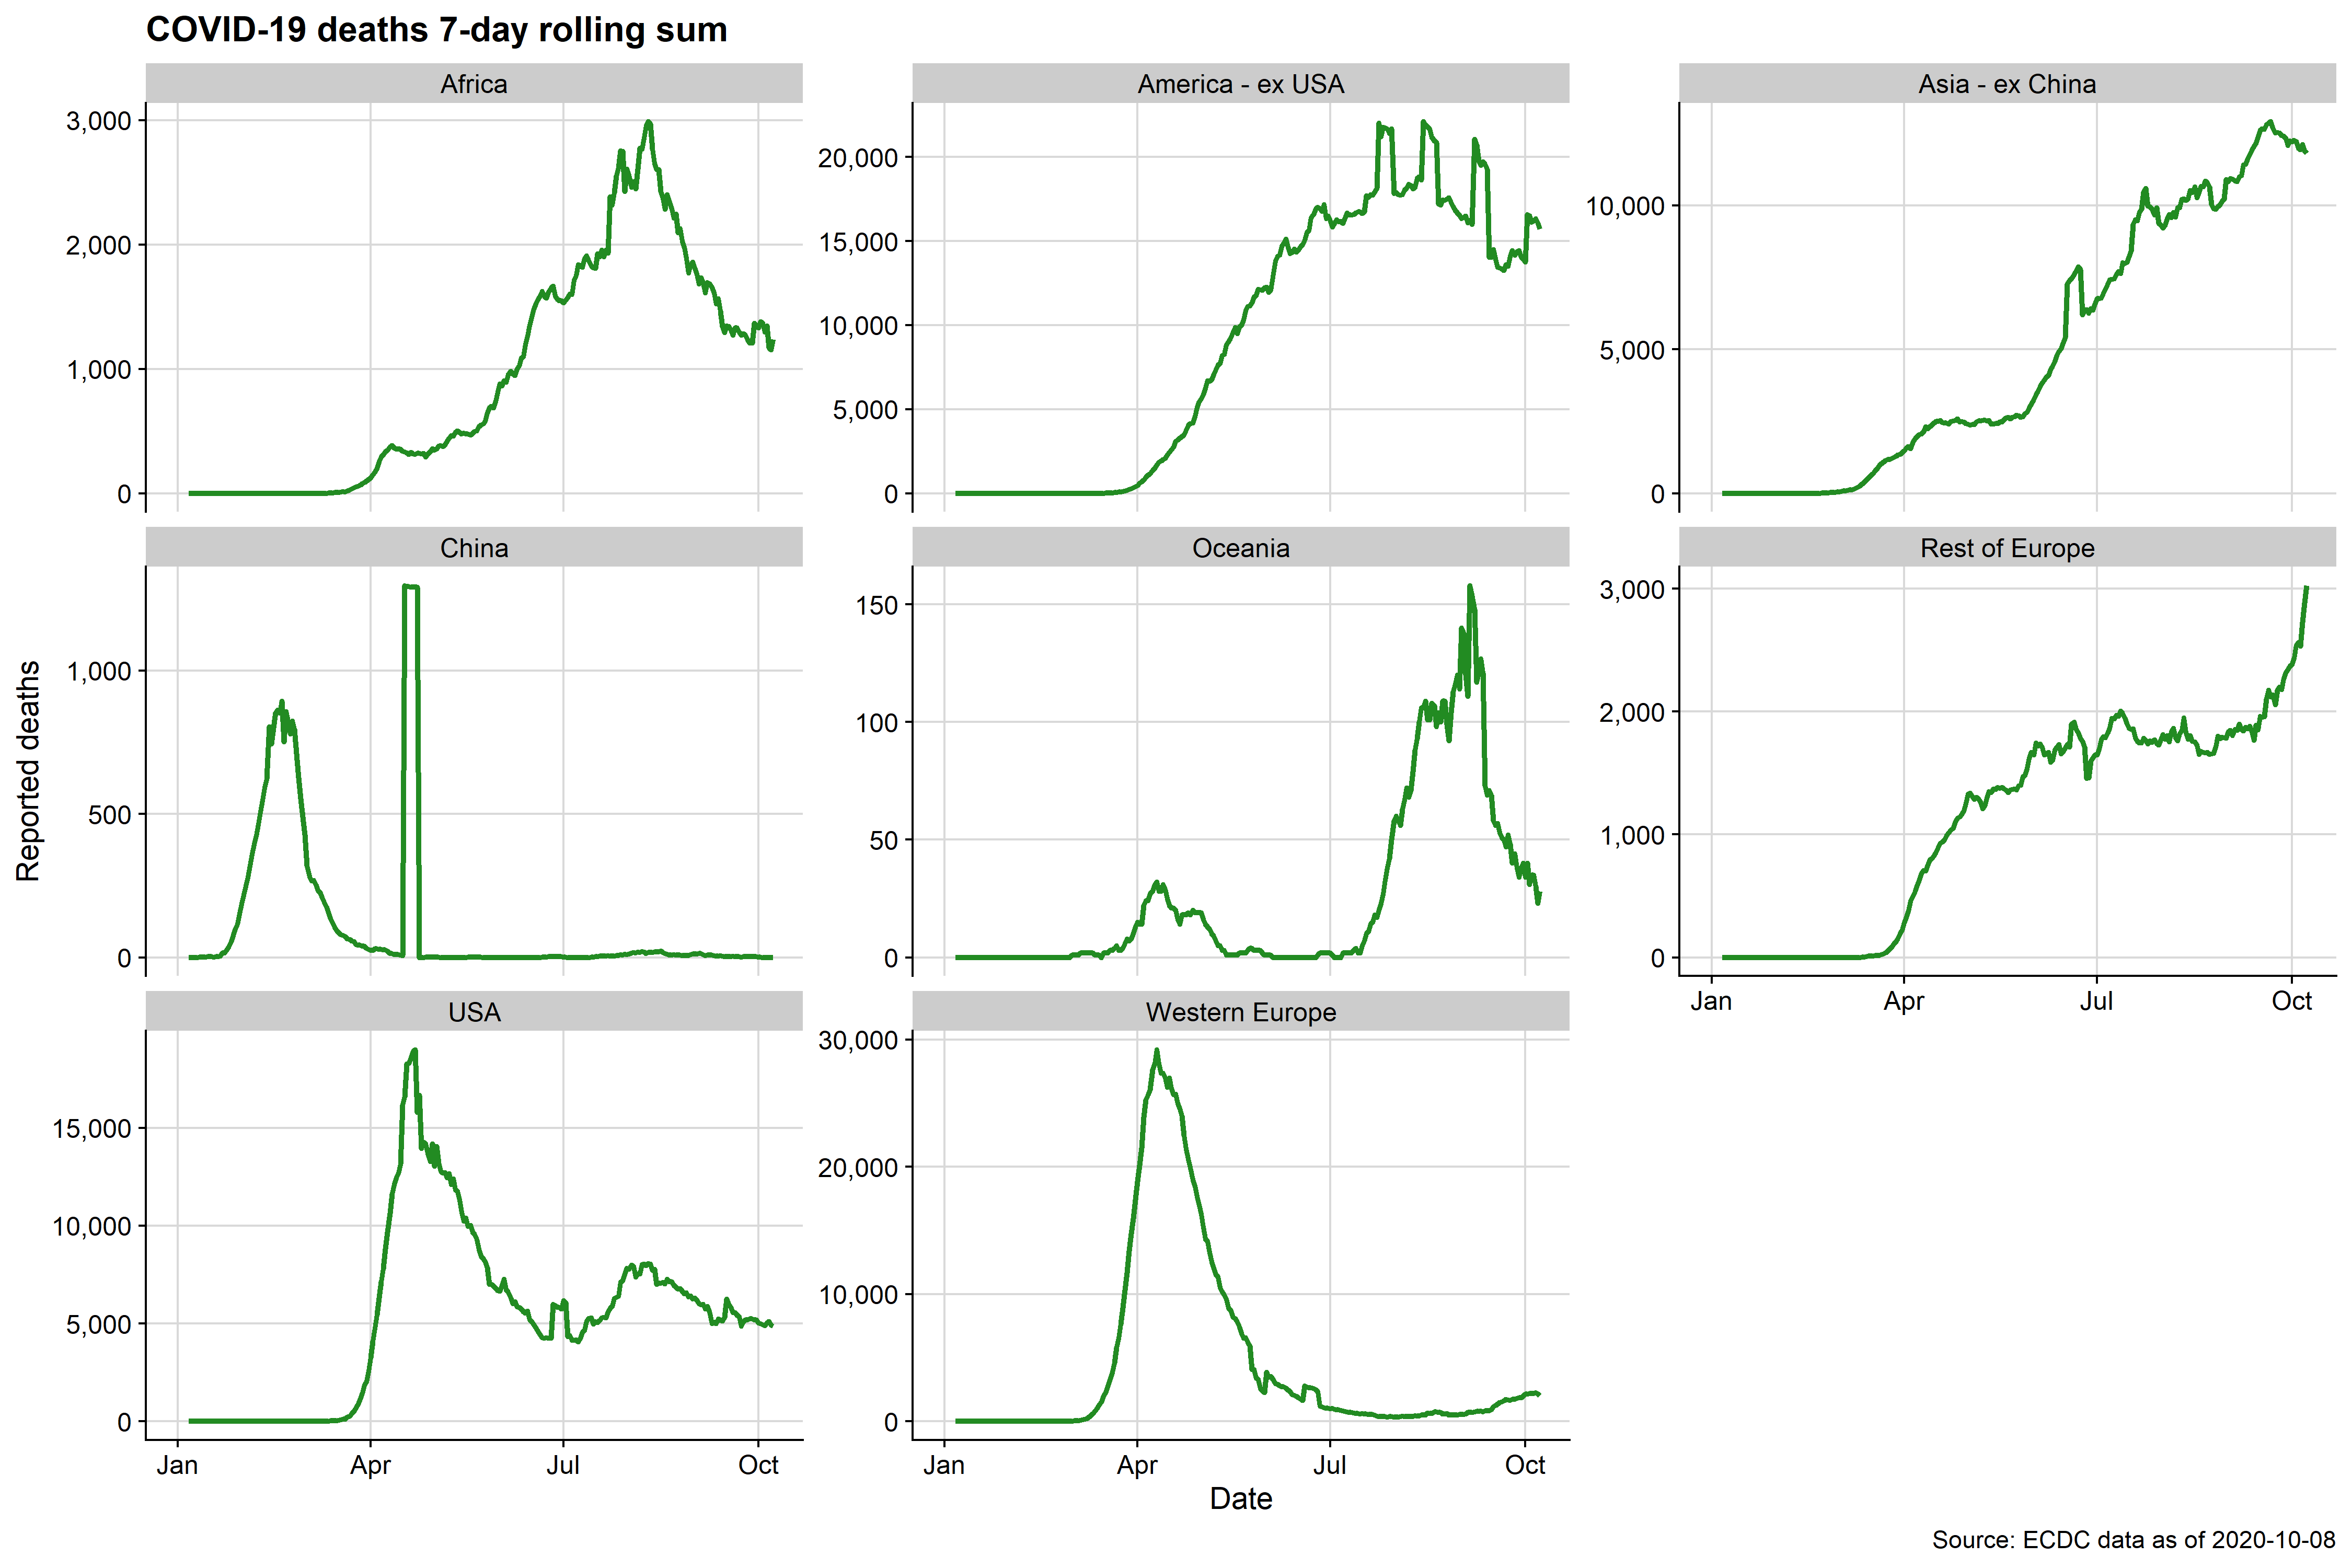 COVID-19 deaths 7-day rolling sum
Africa
America - ex USA
Asia - ex China
3,000
2,000
1,000
0
20,000
15,000
10,000
5,000
0
10,000
5,000
0
China
Oceania
Rest of Europe
1,000
500
0
150
100
50
0
3,000
2,000
1,000
0
Jan
Apr
Jul
Oct
USA
Western Europe
15,000
10,000
5,000
0
30,000
20,000
10,000
0
Jan
Apr
Jul
Oct
Jan
Apr
Jul
Oct
Reported deaths
Date
Source: ECDC data as of 2020-10-08